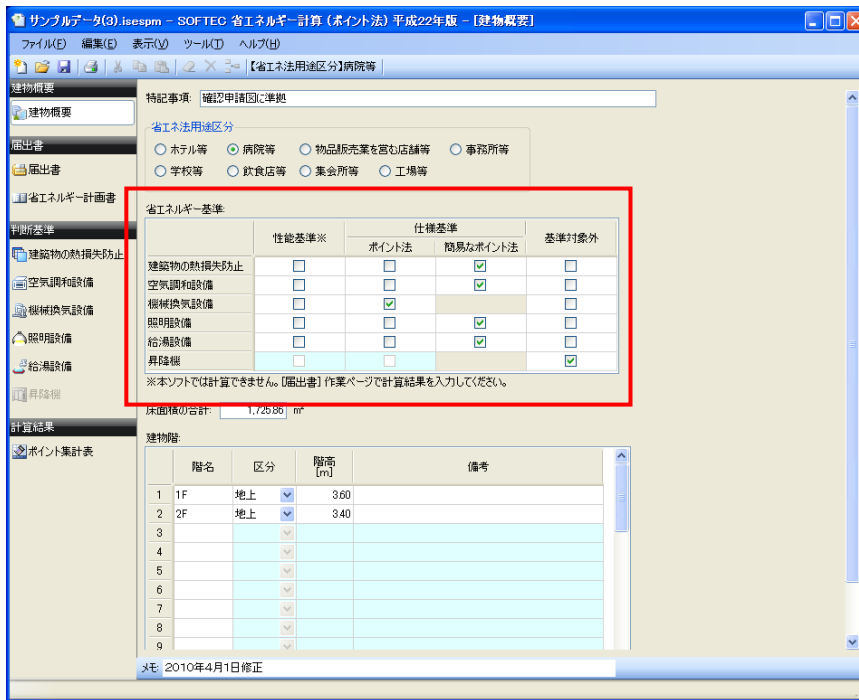 サンプルデータ(3).isespm - SOFTEC 省エネルギー計算 (ポイント法) 平成22年版 - [建物概要]
ファイル(F) 編集(E) 表示(V) ツール(T) ヘルプ(H)
【省エネ法用途区分】病院等
建物概要
建物概要
届出書
届出書
省エネルギー計画書
判断基準
建築物の熱損失防止
空気調和設備
機械換気設備
照明設備
給湯設備
昇降機
計算結果
ポイント集計表
特記事項: 確認申請図に準拠
省エネ法用途区分
ホテル等 病院等 物品販売業を営む店舗等 事務所等
学校等 飲食店等 集会所等 工場等
省エネルギー基準:
性能基準※ 仕様基準 基準対象外
ポイント法 簡易なポイント法
建築物の熱損失防止
空気調和設備
機械換気設備
照明設備
給湯設備
昇降機
※本ソフトでは計算できません。[届出書] 作業ページで計算結果を入力してください。
床面積の合計: 1,725.86 m²
建物階:
階名 区分 階高 [m] 備考
1 1F 地上 3.60
2 2F 地上 3.40
3
4
5
6
7
8
9
メモ: 2010年4月1日修正